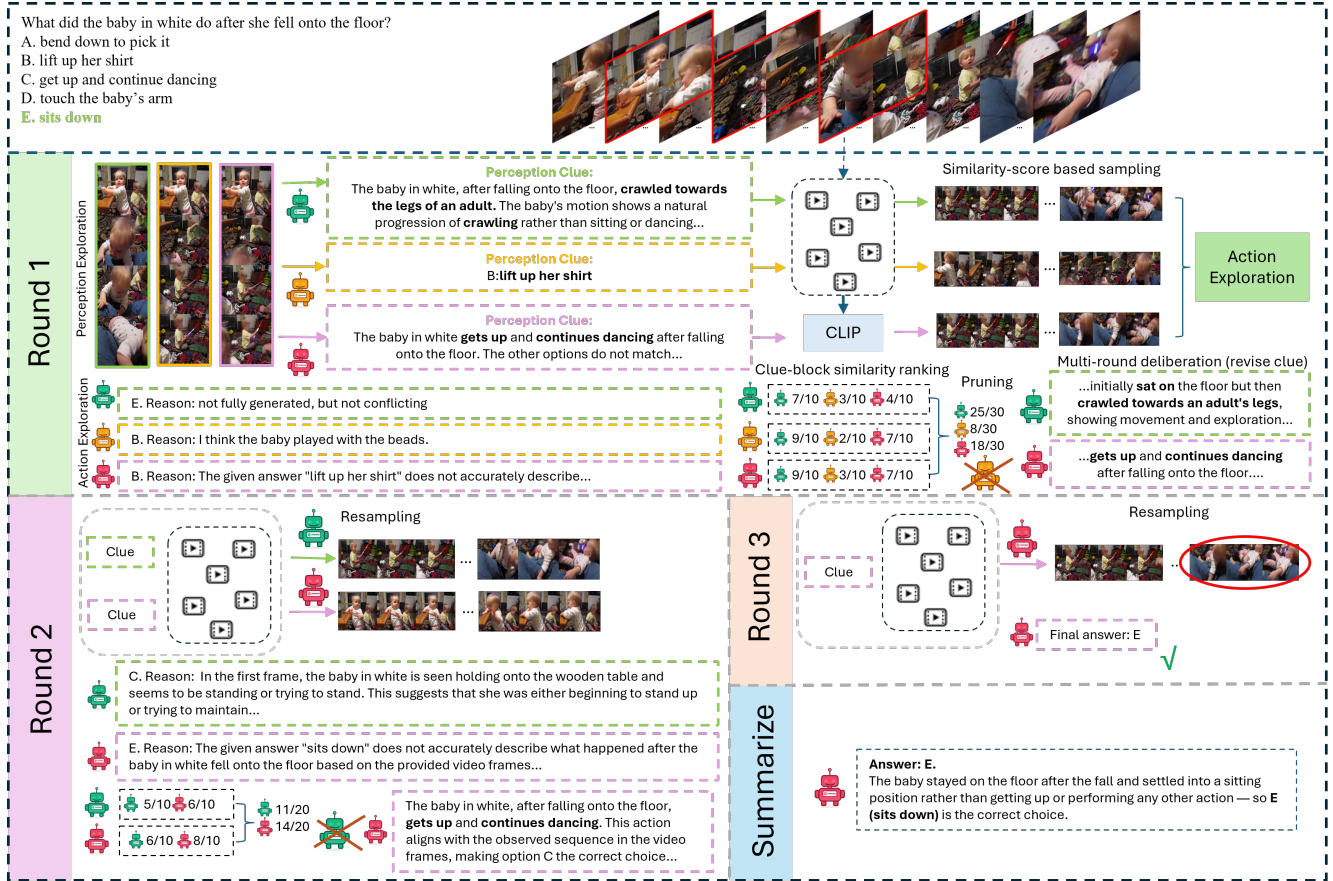 What did the baby in white do after she fell onto the floor?
A. bend down to pick it
B. lift up her shirt
C. get up and continue dancing
D. touch the baby's arm
E. sits down
...
...
...
...
...
...
...
Round 1
Perception Exploration
Perception Clue:
The baby in white, after falling onto the floor, crawled towards
the legs of an adult. The baby's motion shows a natural
progression of crawling rather than sitting or dancing...
Perception Clue:
B:lift up her shirt
Perception Clue:
The baby in white gets up and continues dancing after falling
onto the floor. The other options do not match...
CLIP
Similarity-score based sampling
...
...
...
Action
Exploration
Action Exploration
E. Reason: not fully generated, but not conflicting
B. Reason: I think the baby played with the beads.
B. Reason: The given answer "lift up her shirt" does not accurately describe...
Clue-block similarity ranking
7/10 3/10 4/10
9/10 2/10 7/10
9/10 3/10 7/10
Pruning
25/30
8/30
18/30
Multi-round deliberation (revise clue)
...initially sat on the floor but then
crawled towards an adult's legs,
showing movement and exploration...
...gets up and continues dancing
after falling onto the floor....
Round 2
Clue
Clue
Resampling
...
...
C. Reason: In the first frame, the baby in white is seen holding onto the wooden table and
seems to be standing or trying to stand. This suggests that she was either beginning to stand up
or trying to maintain...
E. Reason: The given answer "sits down" does not accurately describe what happened after the
baby in white fell onto the floor based on the provided video frames...
5/10 6/10
6/10 8/10
11/20
14/20
The baby in white, after falling onto the floor,
gets up and continues dancing. This action
aligns with the observed sequence in the video
frames, making option C the correct choice...
Round 3
Clue
Resampling
...
Final answer: E
Summarize
Answer: E.
The baby stayed on the floor after the fall and settled into a sitting
position rather than getting up or performing any other action — so E
(sits down) is the correct choice.